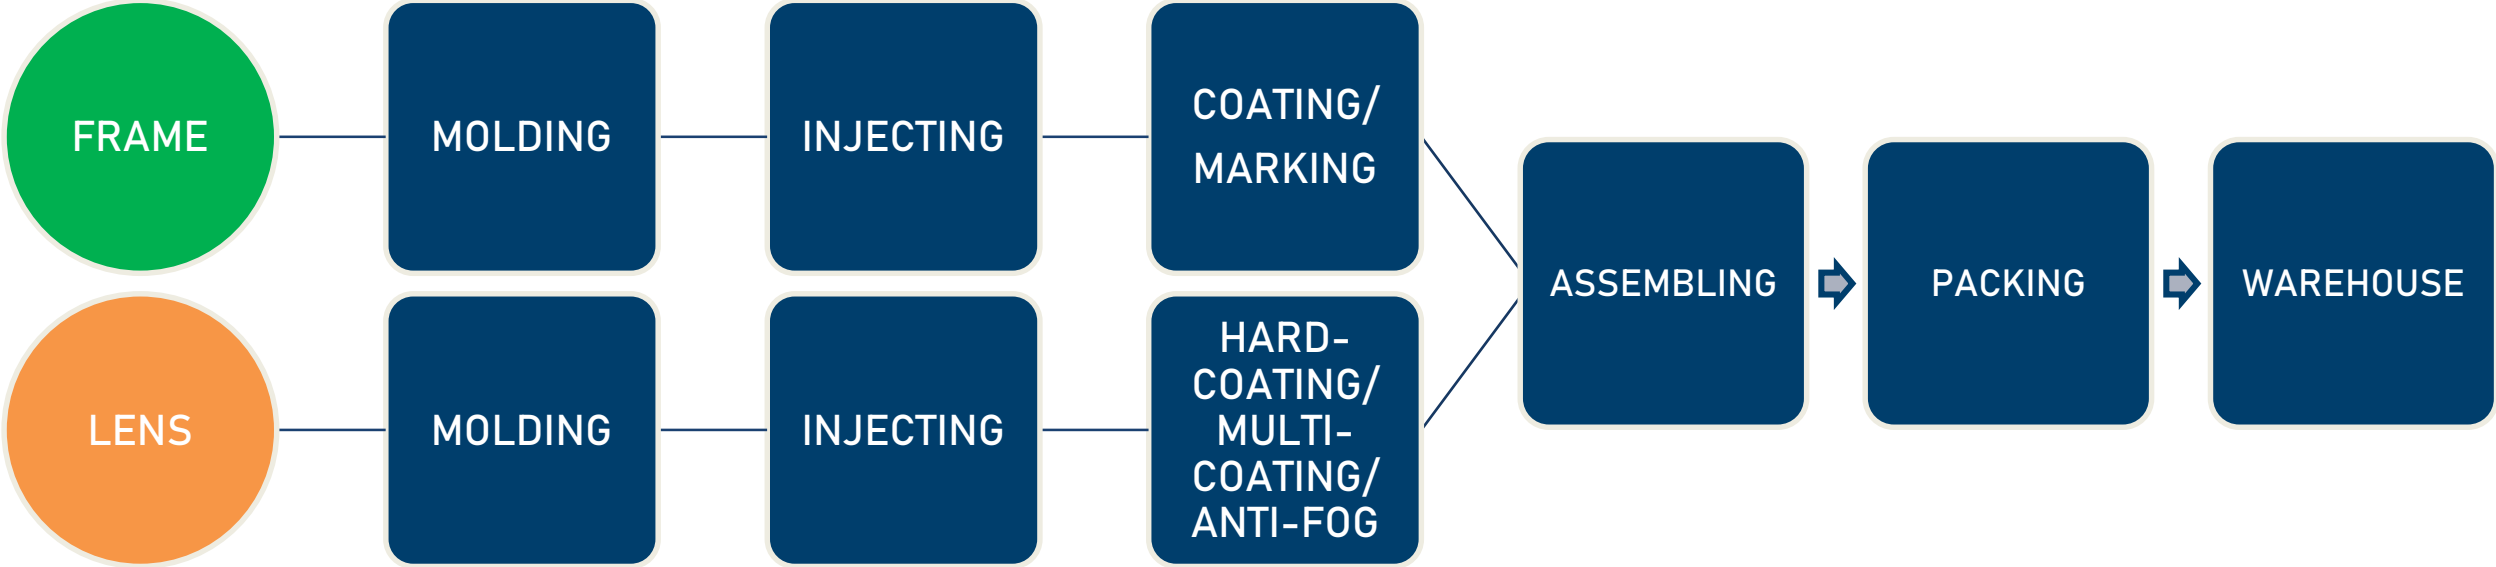 FRAME
MOLDING
INJECTING
COATING/
MARKING
LENS
MOLDING
INJECTING
HARD-
COATING/
MULTI-
COATING/
ANTI-FOG
ASSEMBLING
PACKING
WAREHOUSE